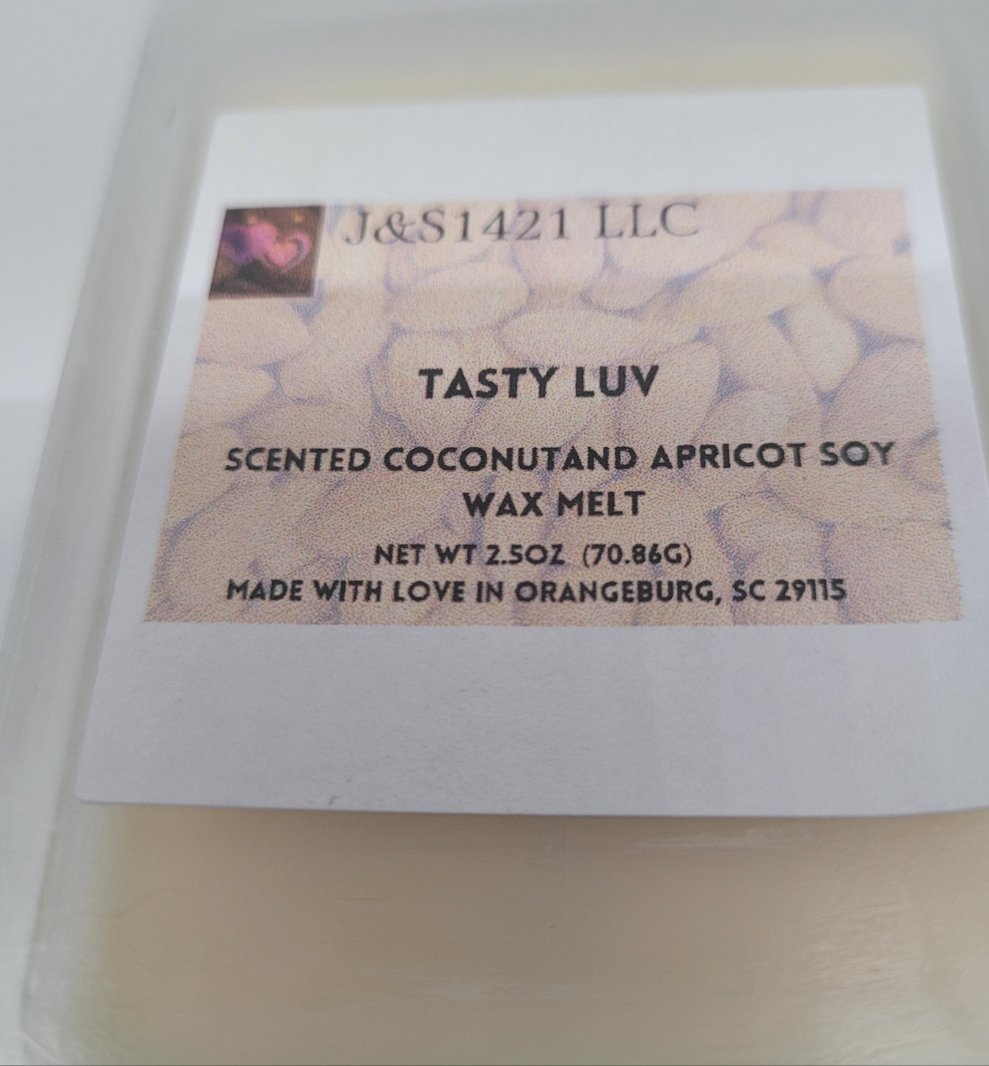 J&S1421 LLC
TASTY LUV
SCENTED COCONUTAND APRICOT SOY
WAX MELT
NET WT 2.5OZ (70.86G)
MADE WITH LOVE IN ORANGEBURG, SC 29115